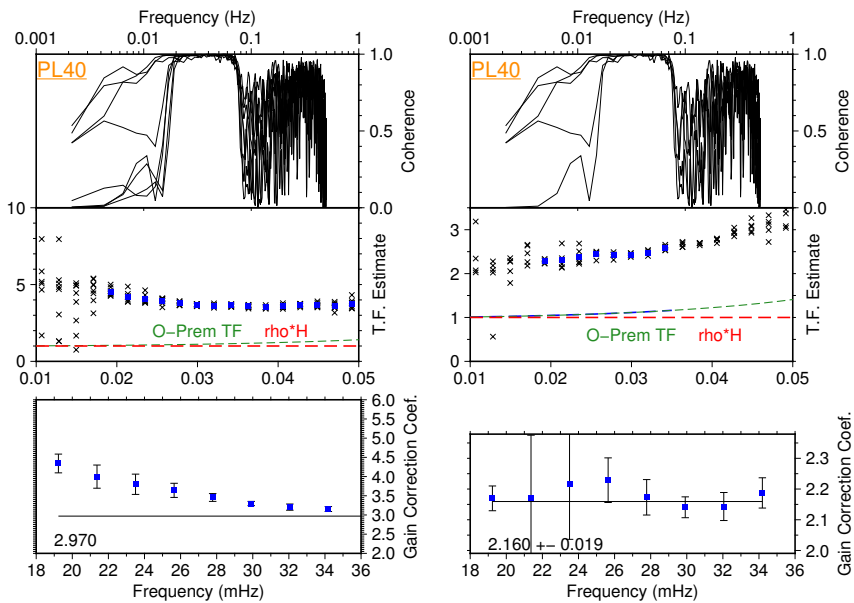 Frequency (Hz)
0.001 0.01 0.1 1
PL40
1.0
0.5
0.0
Coherence
10
5
0
T.F. Estimate
O−Prem TF rho*H
0.01 0.02 0.03 0.04 0.05
6.0
5.5
5.0
4.5
4.0
3.5
3.0
2.5
2.0
Gain Correction Coef.
2.970
18 20 22 24 26 28 30 32 34 36
Frequency (mHz)
Frequency (Hz)
0.001 0.01 0.1 1
PL40
1.0
0.5
0.0
Coherence
3
2
1
0
T.F. Estimate
O−Prem TF rho*H
0.01 0.02 0.03 0.04 0.05
2.3
2.2
2.1
2.0
Gain Correction Coef.
2.160 +− 0.019
18 20 22 24 26 28 30 32 34 36
Frequency (mHz)